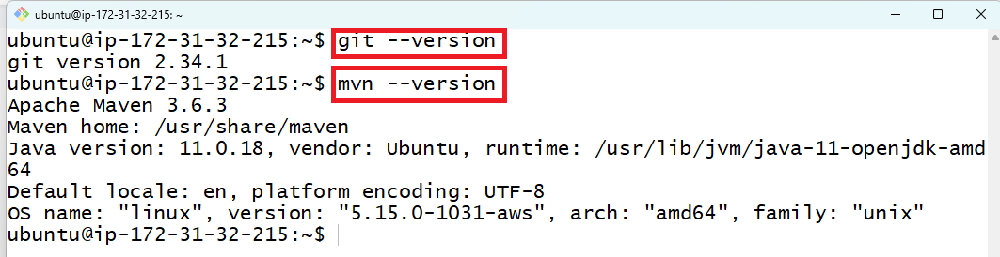 ubuntu@ip-172-31-32-215: ~
ubuntu@ip-172-31-32-215:~$ git --version
git version 2.34.1
ubuntu@ip-172-31-32-215:~$ mvn --version
Apache Maven 3.6.3
Maven home: /usr/share/maven
Java version: 11.0.18, vendor: Ubuntu, runtime: /usr/lib/jvm/java-11-openjdk-amd
64
Default locale: en, platform encoding: UTF-8
OS name: "linux", version: "5.15.0-1031-aws", arch: "amd64", family: "unix"
ubuntu@ip-172-31-32-215:~$